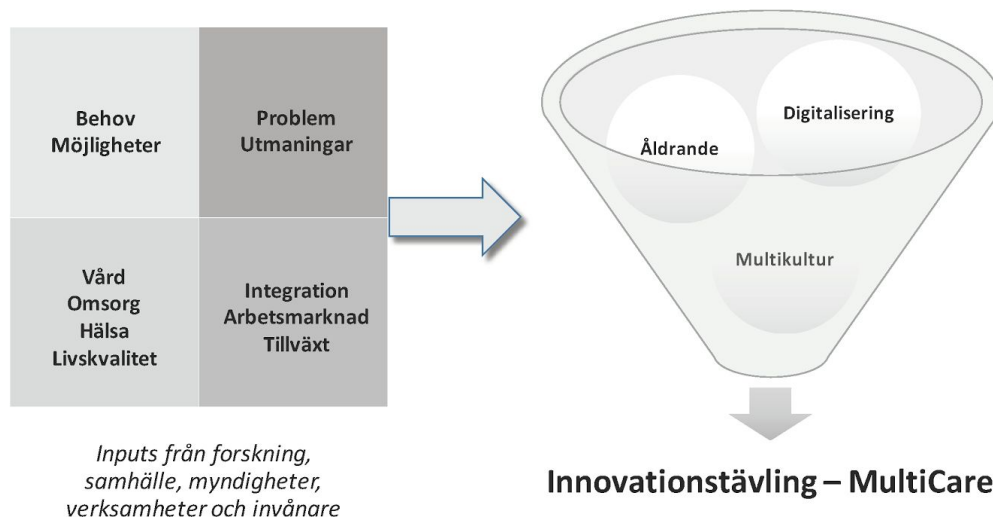 Behov
Möjligheter
Problem
Utmaningar
Vård
Omsorg
Hälsa
Livskvalitet
Integration
Arbetsmarknad
Tillväxt
Inputs från forskning,
samhälle, myndigheter,
verksamheter och invånare
Åldrande
Digitalisering
Multikultur
Innovationstävling – MultiCare